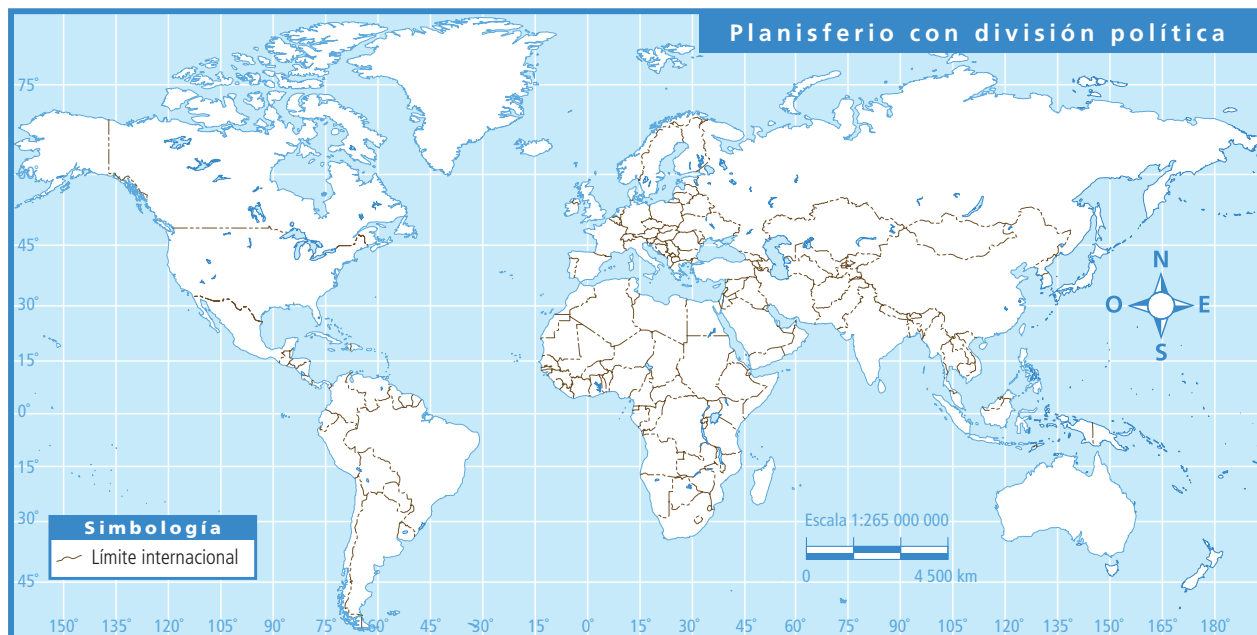 Planisferio con división política
75°
60°
45°
30°
15°
0°
15°
30°
45°
N
O E
S
Simbología
Límite internacional
Escala 1:265 000 000
0 4 500 km
150° 135° 120° 90° 75° 60° 45° 30° 15° 0° 15° 30° 45° 60° 75° 90° 105° 120° 135° 150° 165° 180°